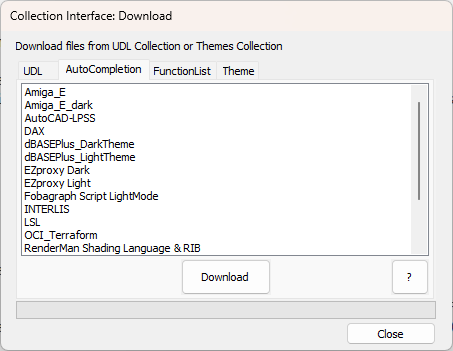 Collection Interface: Download
Download files from UDL Collection or Themes Collection
UDL AutoCompletion FunctionList Theme
Amiga_E
Amiga_E_dark
AutoCAD-LPSS
DAX
dBASEPlus_DarkTheme
dBASEPlus_LightTheme
EZproxy Dark
EZproxy Light
Fobagraph Script LightMode
INTERLIS
LSL
OCI_Terraform
RenderMan Shading Language & RIB
Download ?
Close